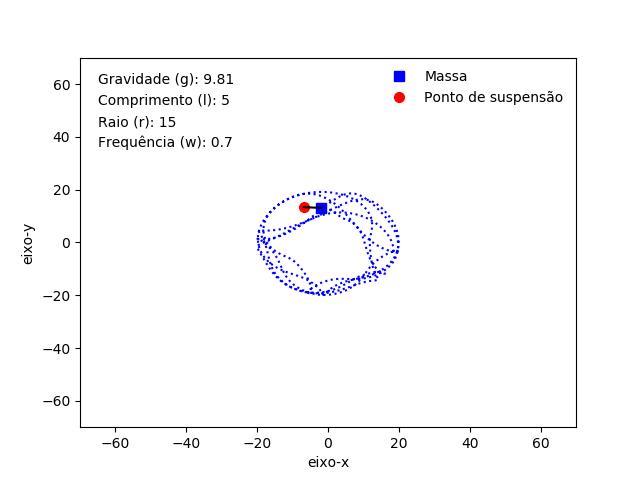 Gravidade (g): 9.81
Comprimento (l): 5
Raio (r): 15
Frequência (w): 0.7
Massa
Ponto de suspensão
60
40
20
0
−20
−40
−60
eixo-y
−60
−40
−20
0
20
40
60
eixo-x